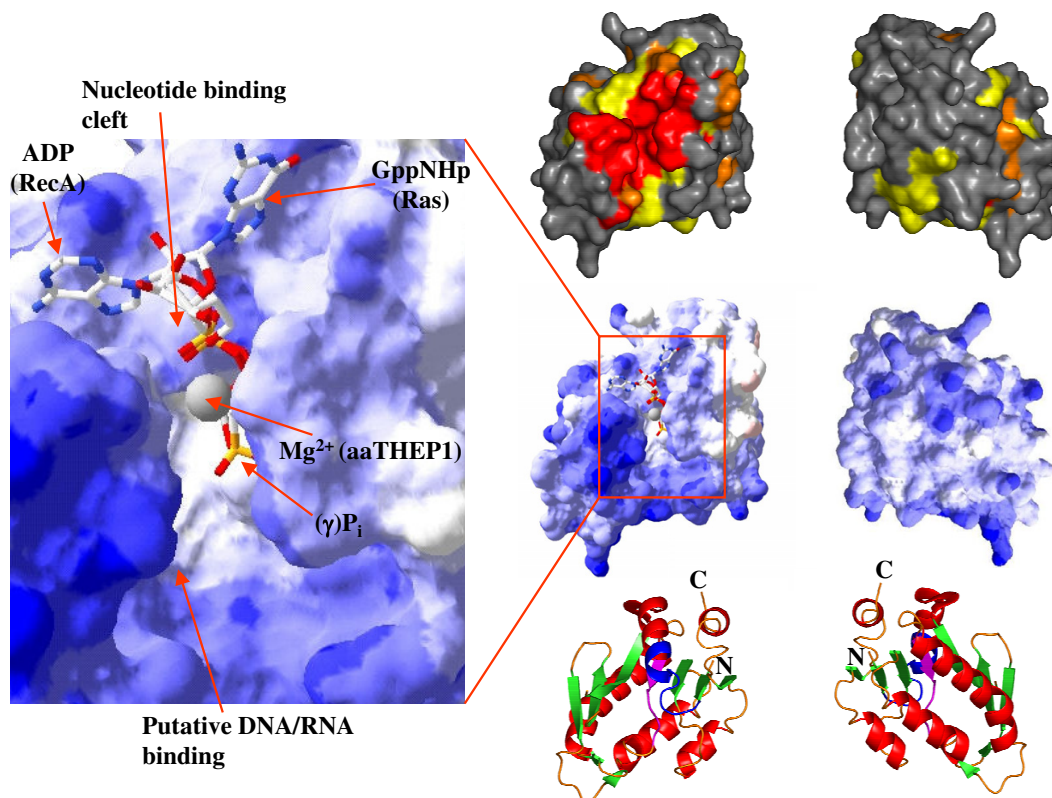 Nucleotide binding
cleft
ADP
(RecA)
GppNHp
(Ras)
Mg²⁺ (aaTHEP1)
(γ)Pᵢ
Putative DNA/RNA
binding
C
N
C
N